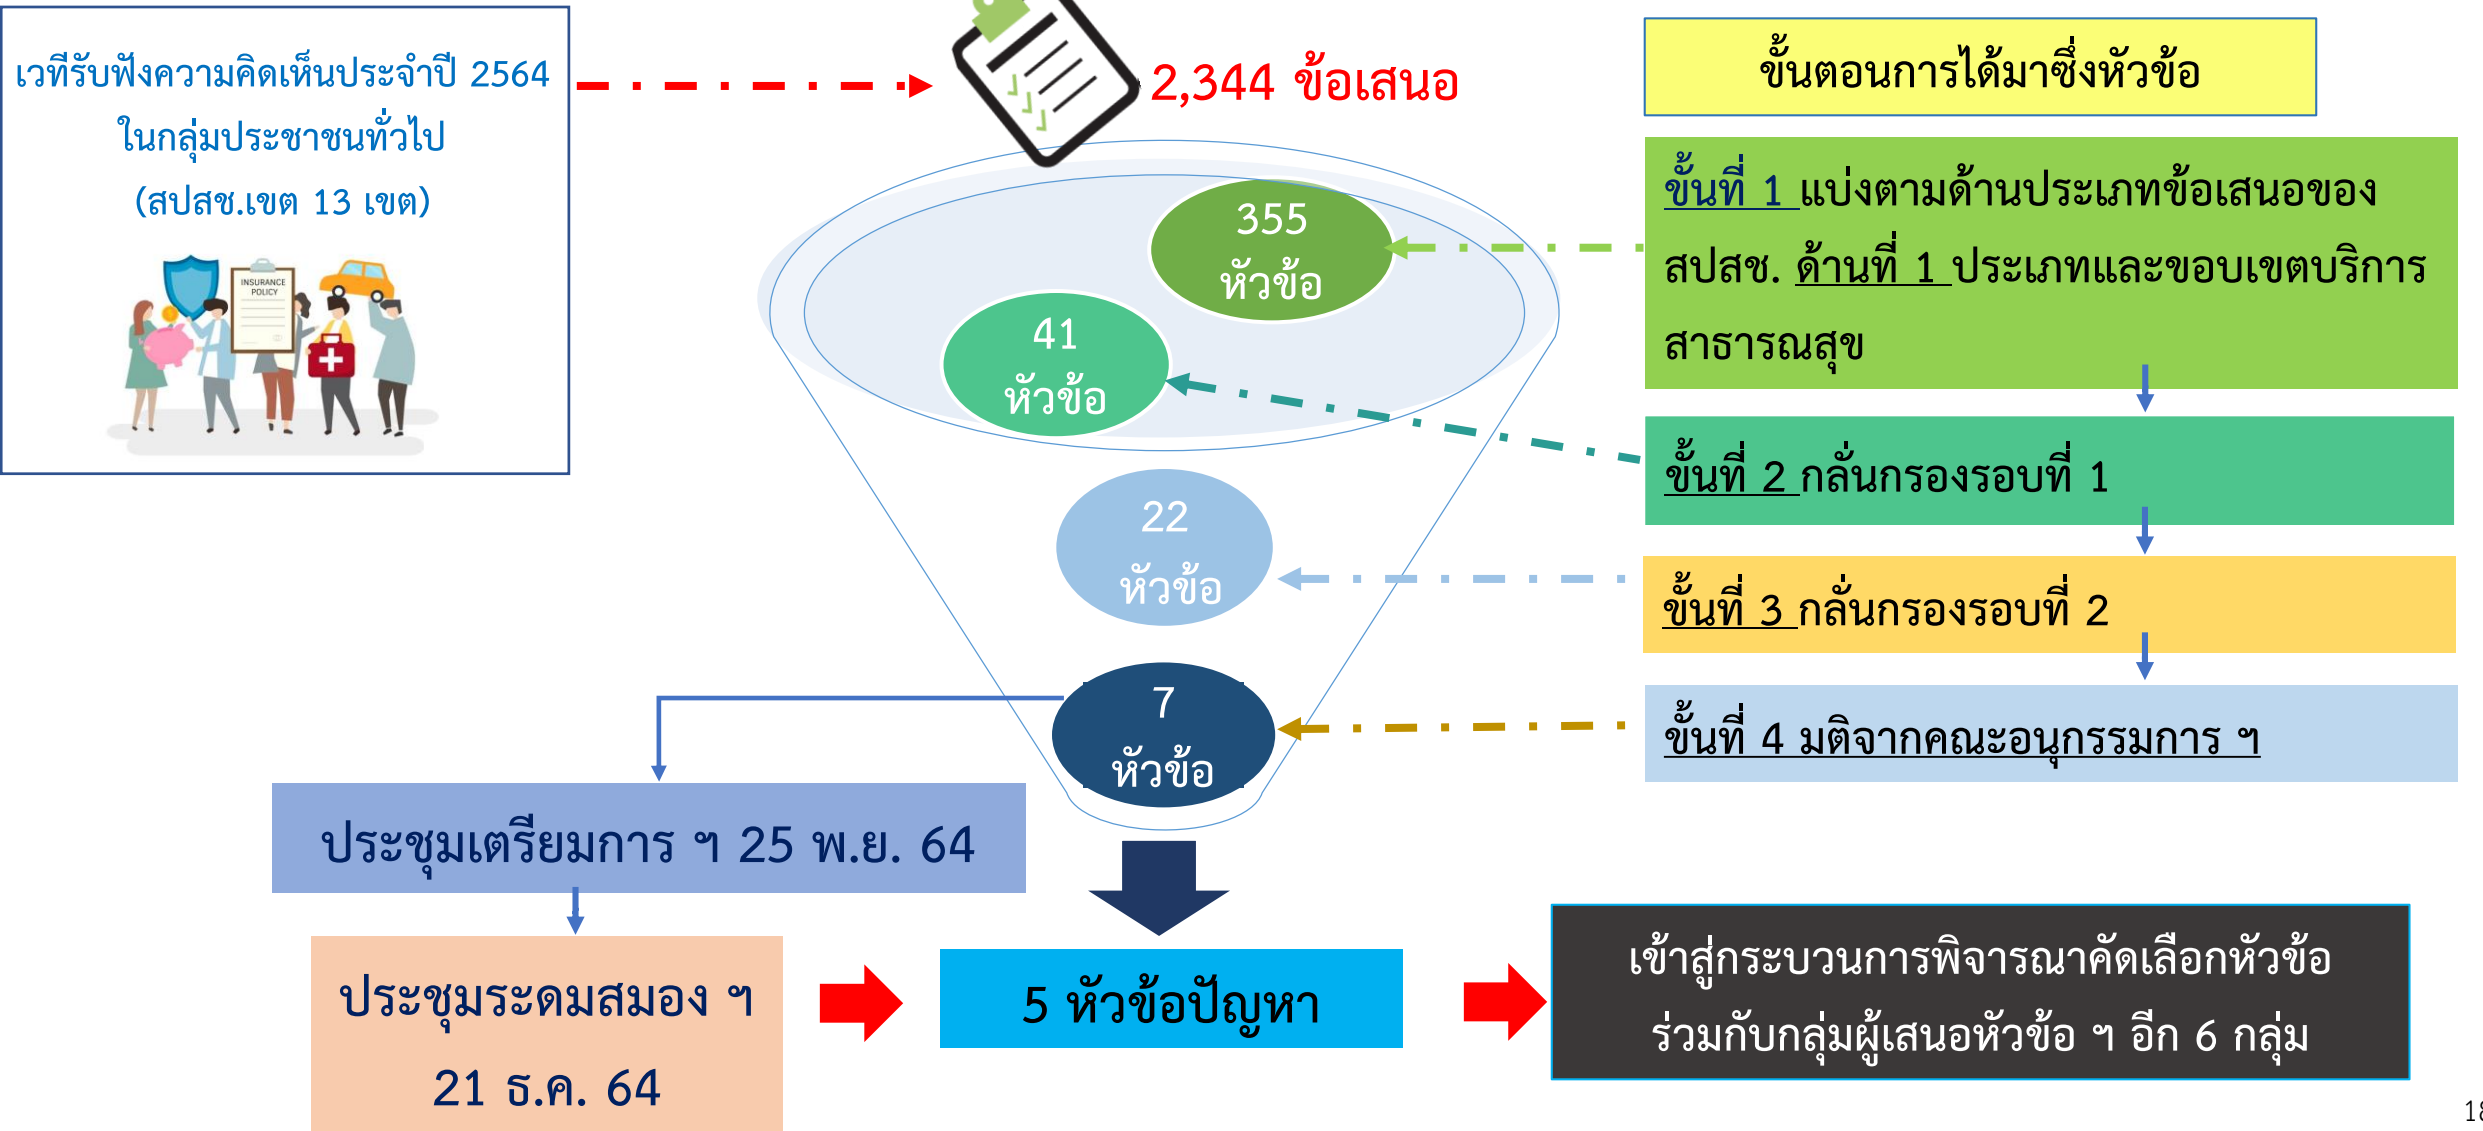 เวทีรับฟังความคิดเห็นประจำปี 2564
ในกลุ่มประชาชนทั่วไป
(สปสช.เขต 13 เขต)
INSURANCE
POLICY
2,344 ข้อเสนอ
355
หัวข้อ
41
หัวข้อ
22
หัวข้อ
7
หัวข้อ
ขั้นตอนการได้มาซึ่งหัวข้อ
ขั้นที่ 1 แบ่งตามด้านประเภทข้อเสนอของ
สปสช. ด้านที่ 1 ประเภทและขอบเขตบริการ
สาธารณสุข
ขั้นที่ 2 กลั่นกรองรอบที่ 1
ขั้นที่ 3 กลั่นกรองรอบที่ 2
ขั้นที่ 4 มติจากคณะอนุกรรมการ ฯ
ประชุมเตรียมการ ฯ 25 พ.ย. 64
ประชุมระดมสมอง ฯ
21 ธ.ค. 64
5 หัวข้อปัญหา
เข้าสู่กระบวนการพิจารณาคัดเลือกหัวข้อ
ร่วมกับกลุ่มผู้เสนอหัวข้อ ฯ อีก 6 กลุ่ม
18